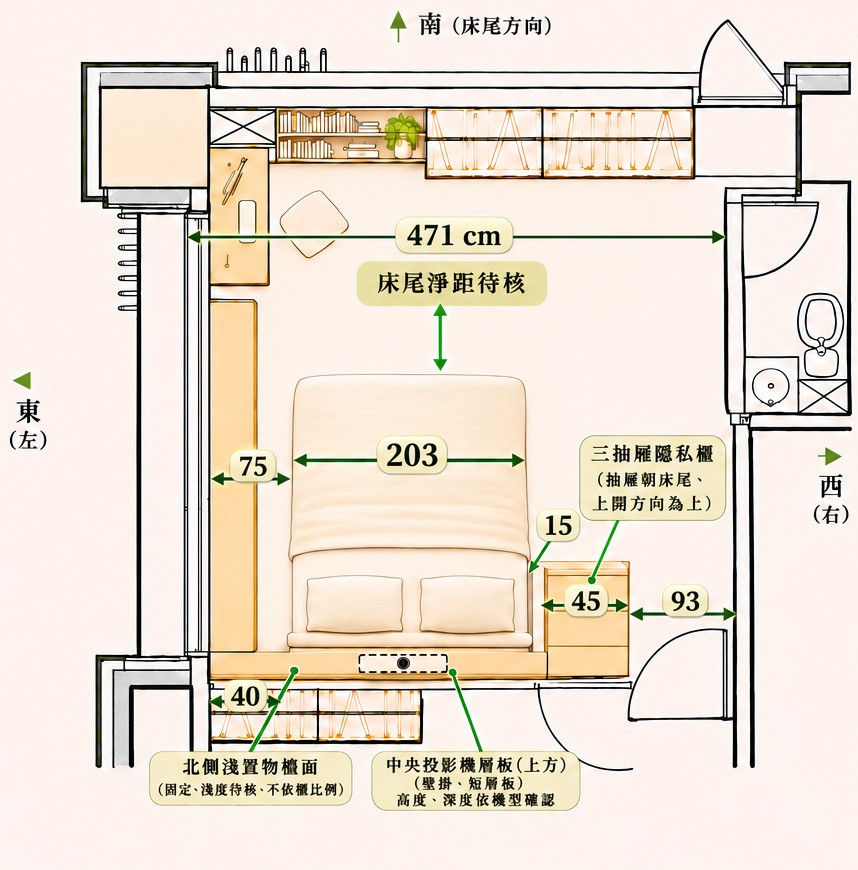 南（床尾方向）
471 cm
床尾淨距待核
東
（左）
75
203
三抽屜隱私櫃
（抽屜朝床尾、
上開方向為上）
西
（右）
15
45
93
40
北側淺置物檯面
（固定、淺度待核、不依櫃比例）
中央投影機層板（上方）
（壁掛、短層板）
高度、深度依機型確認